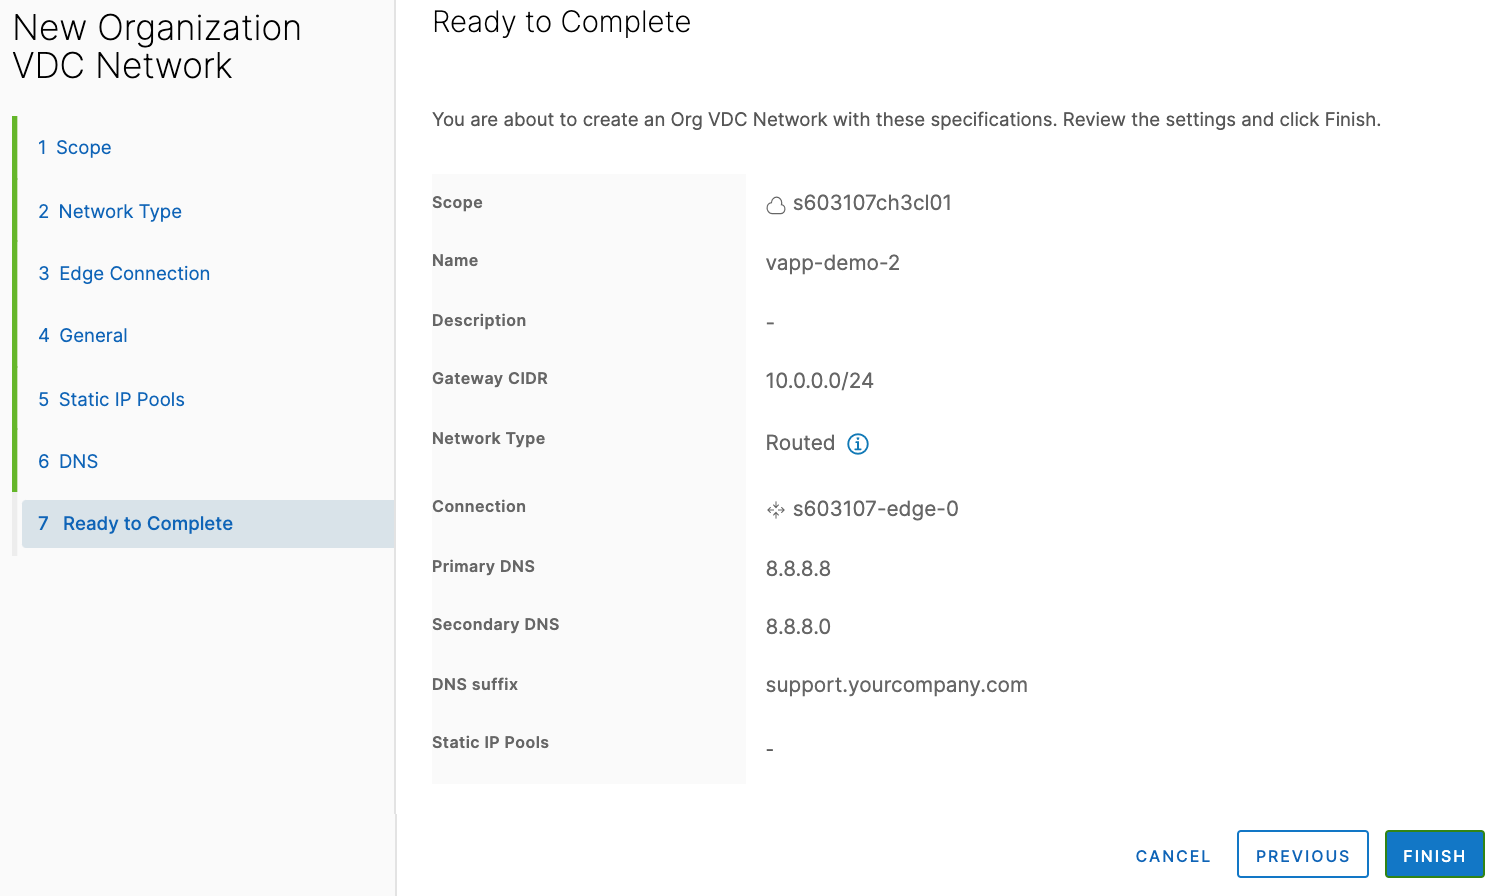 New Organization
VDC Network
1 Scope
2 Network Type
3 Edge Connection
4 General
5 Static IP Pools
6 DNS
7 Ready to Complete
Ready to Complete
You are about to create an Org VDC Network with these specifications. Review the settings and click Finish.
Scope s603107ch3cl01
Name vapp-demo-2
Description -
Gateway CIDR 10.0.0.0/24
Network Type Routed
Connection s603107-edge-0
Primary DNS 8.8.8.8
Secondary DNS 8.8.8.0
DNS suffix support.yourcompany.com
Static IP Pools -
CANCEL PREVIOUS FINISH